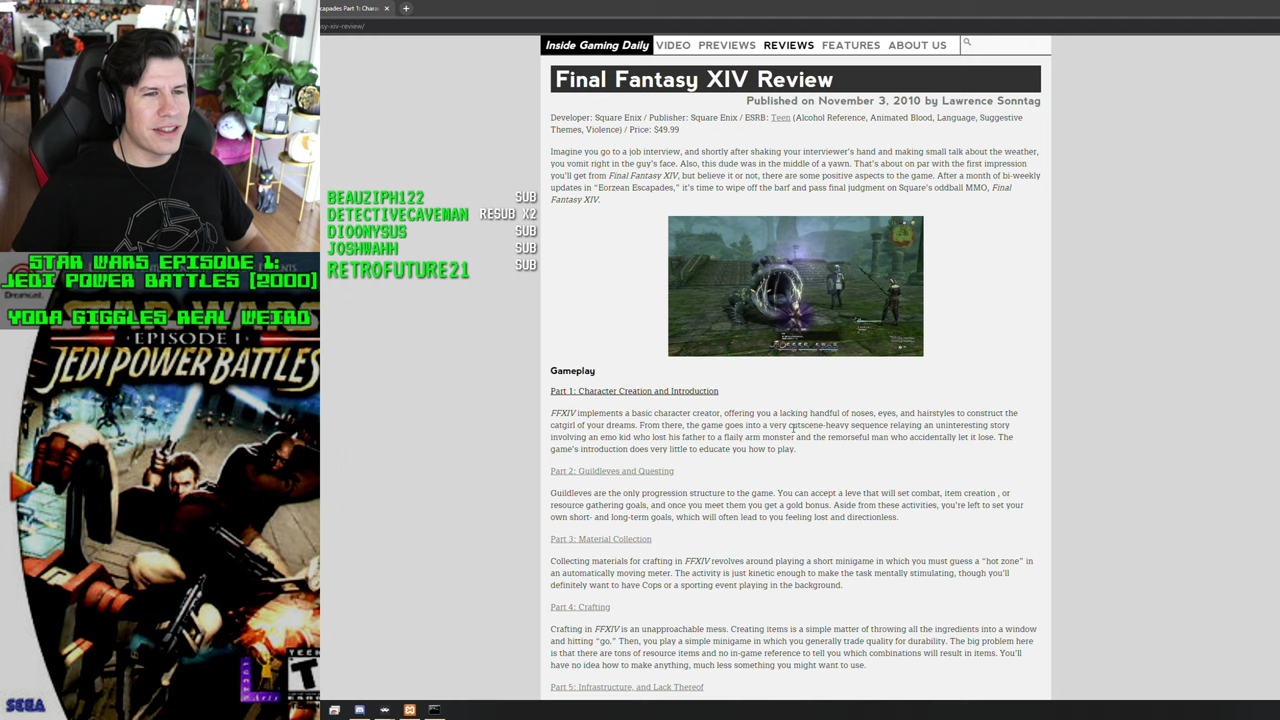 capades Part 1: Chara
sy-xiv-review/
Inside Gaming Daily VIDEO PREVIEWS REVIEWS FEATURES ABOUT US
Final Fantasy XIV Review
Published on November 3, 2010 by Lawrence Sonntag
Developer: Square Enix / Publisher: Square Enix / ESRB: Teen (Alcohol Reference, Animated Blood, Language, Suggestive
Themes, Violence) / Price: $49.99
Imagine you go to a job interview, and shortly after shaking your interviewer's hand and making small talk about the weather,
you vomit right in the guy's face. Also, this dude was in the middle of a yawn. That's about on par with the first impression
you'll get from Final Fantasy XIV, but believe it or not, there are some positive aspects to the game. After a month of bi-weekly
updates in "Eorzean Escapades," it's time to wipe off the barf and pass final judgment on Square's oddball MMO, Final
Fantasy XIV.
BEAUZIPH122 SUB
DETECTIVECAVEMAN RESUB X2
DIOONYSUS SUB
JOSHWAHH SUB
RETROFUTURE21 SUB
STAR WARS EPISODE 1:
JEDI POWER BATTLES [2000]
YODA GIGGLES REAL WEIRD
Dreamcast
STAR WARS
EPISODE I
JEDI POWER BATTLES
SEGA
TEEN
Gameplay
Part 1: Character Creation and Introduction
FFXIV implements a basic character creator, offering you a lacking handful of noses, eyes, and hairstyles to construct the
catgirl of your dreams. From there, the game goes into a very cutscene-heavy sequence relaying an uninteresting story
involving an emo kid who lost his father to a flaily arm monster and the remorseful man who accidentally let it lose. The
game's introduction does very little to educate you how to play.
Part 2: Guildleves and Questing
Guildleves are the only progression structure to the game. You can accept a leve that will set combat, item creation , or
resource gathering goals, and once you meet them you get a gold bonus. Aside from these activities, you're left to set your
own short- and long-term goals, which will often lead to you feeling lost and directionless.
Part 3: Material Collection
Collecting materials for crafting in FFXIV revolves around playing a short minigame in which you must guess a "hot zone" in
an automatically moving meter. The activity is just kinetic enough to make the task mentally stimulating, though you'll
definitely want to have Cops or a sporting event playing in the background.
Part 4: Crafting
Crafting in FFXIV is an unapproachable mess. Creating items is a simple matter of throwing all the ingredients into a window
and hitting "go." Then, you play a simple minigame in which you generally trade quality for durability. The big problem here
is that there are tons of resource items and no in-game reference to tell you which combinations will result in items. You'll
have no idea how to make anything, much less something you might want to use.
Part 5: Infrastructure, and Lack Thereof